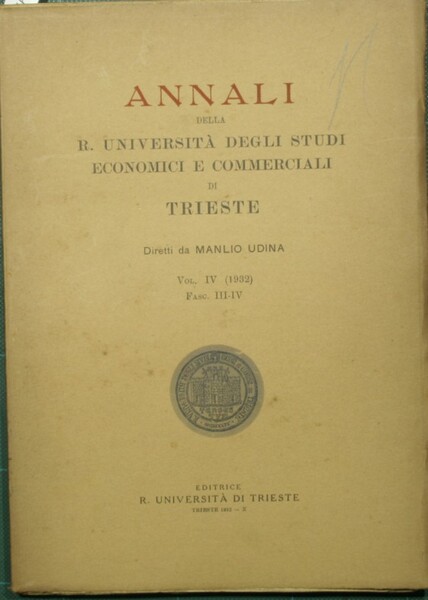 ANNALI
DELLA
R. UNIVERSITÀ DEGLI STUDI
ECONOMICI E COMMERCIALI
DI
TRIESTE
Diretti da MANLIO UDINA
VOL. IV (1932)
FASC. III-IV
EDITRICE
R. UNIVERSITÀ DI TRIESTE
TRIESTE